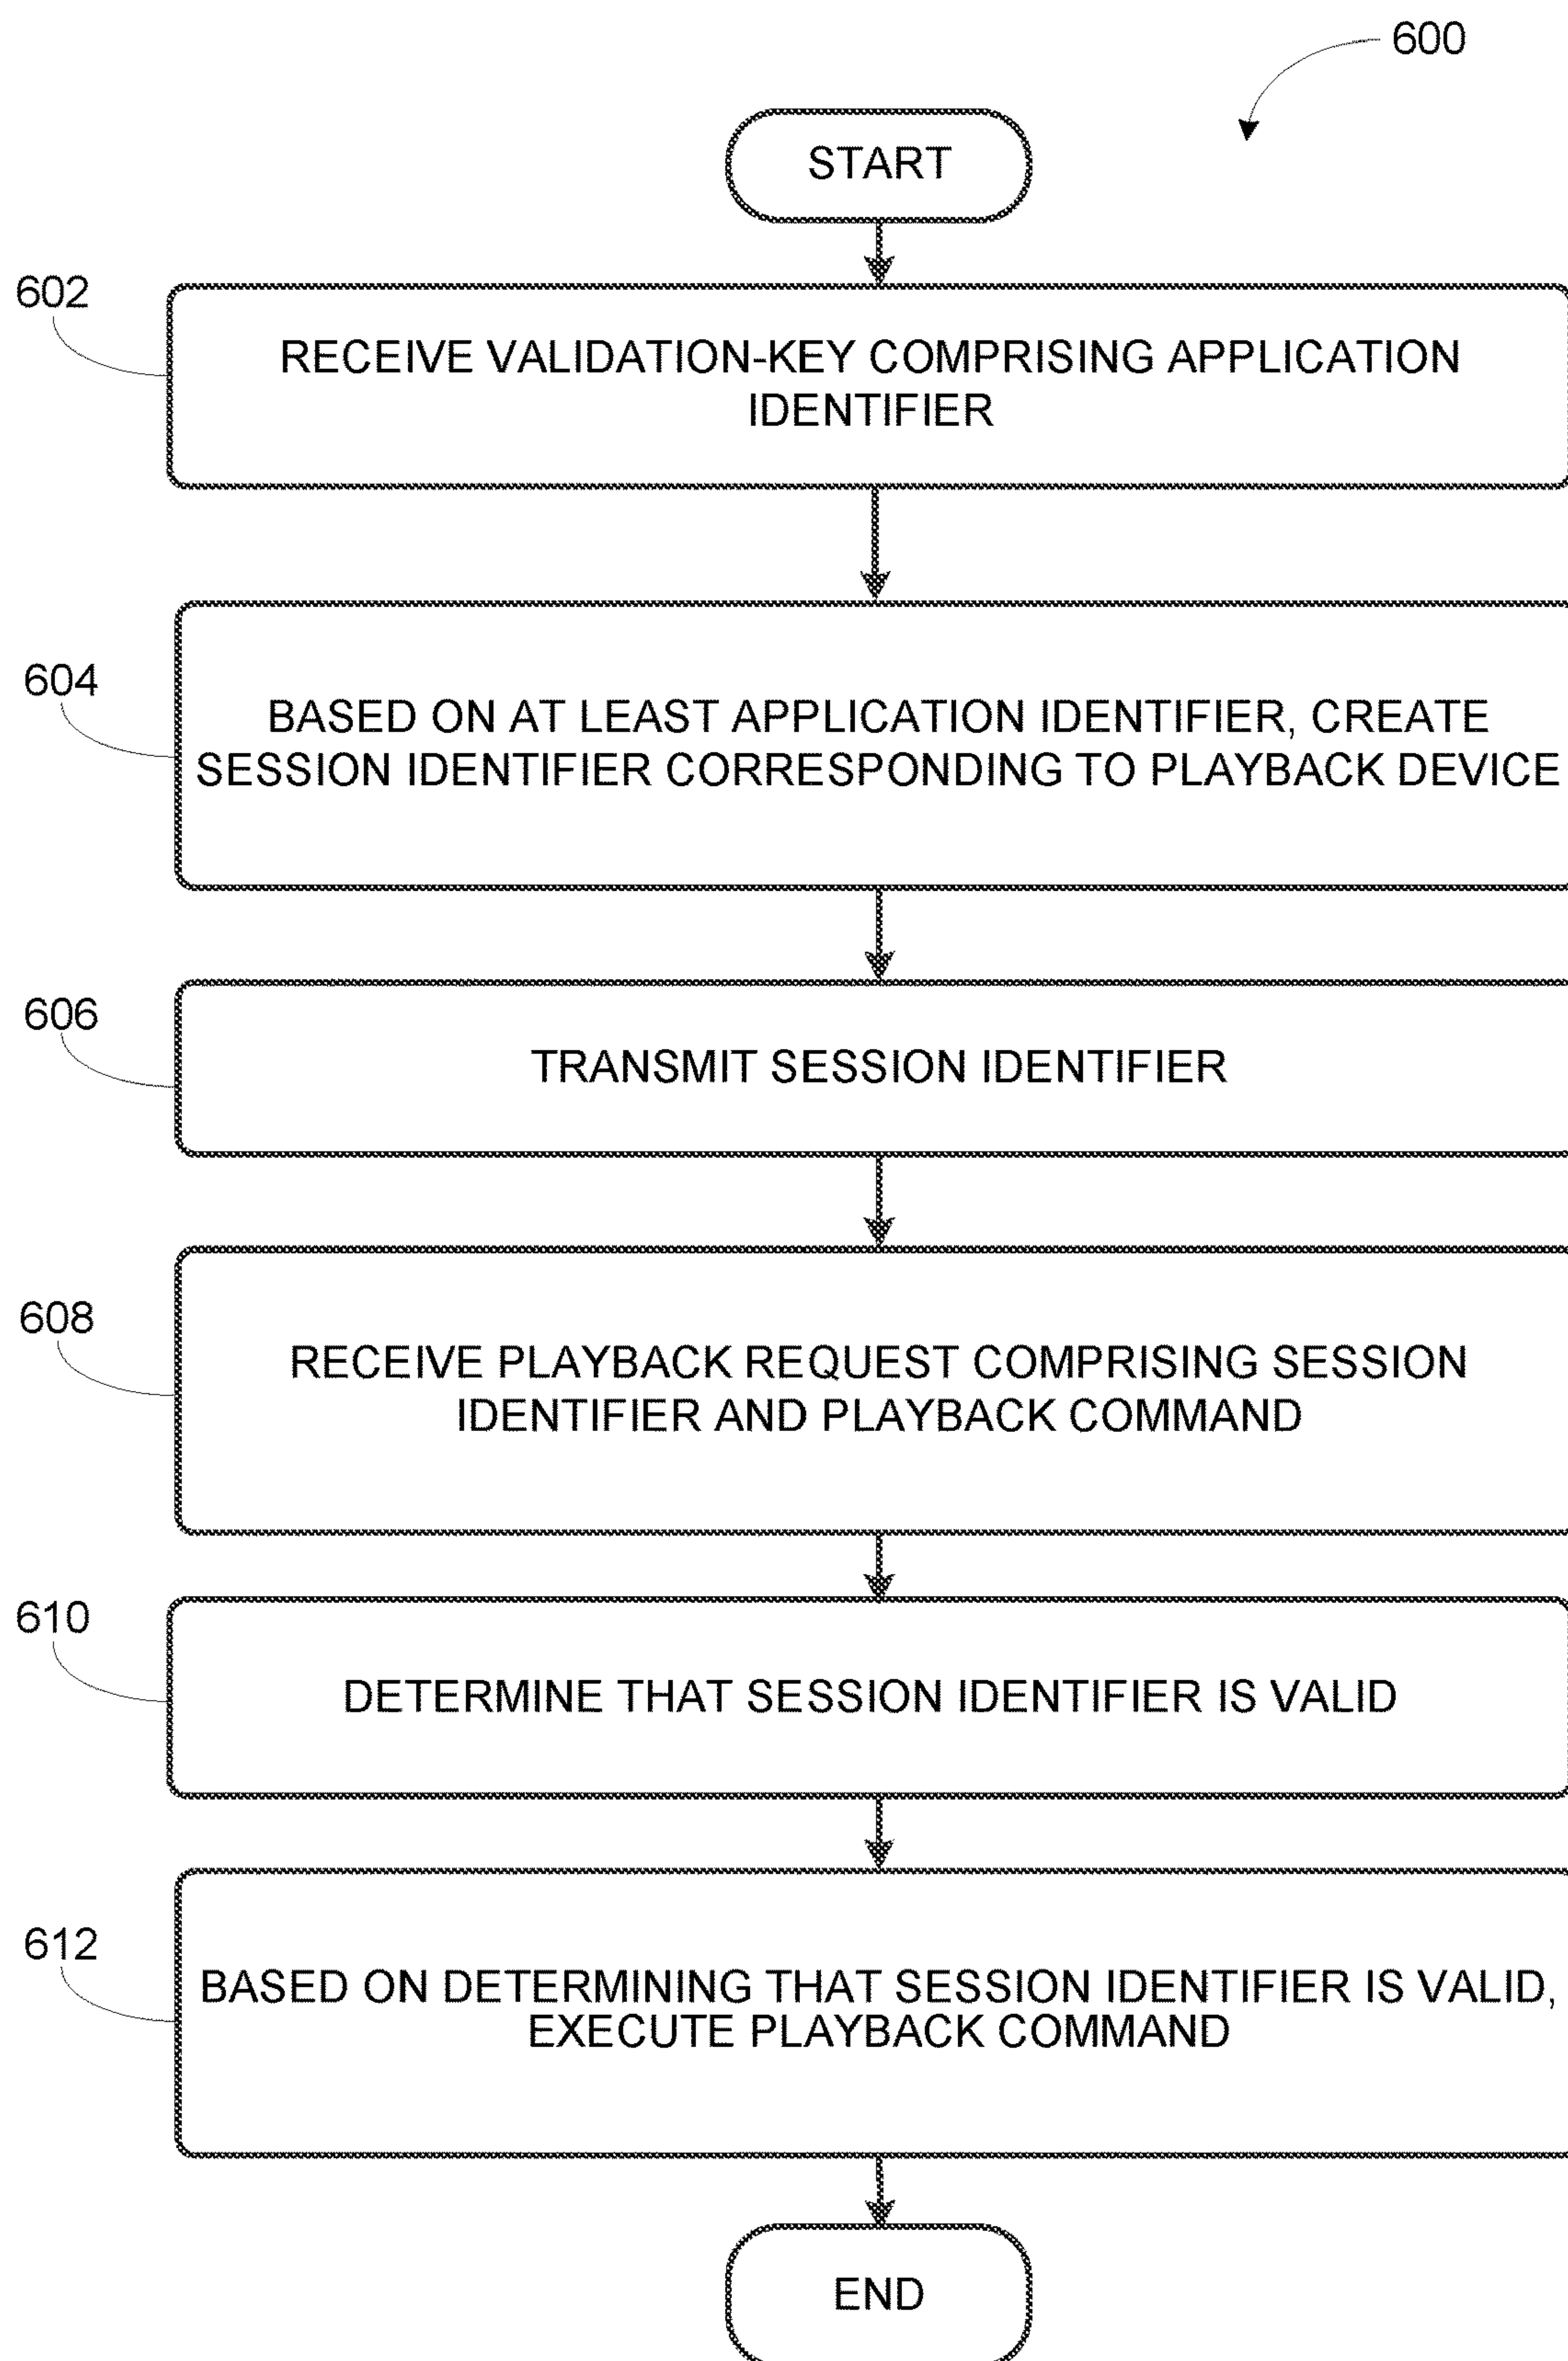 600
START
602
RECEIVE VALIDATION-KEY COMPRISING APPLICATION
IDENTIFIER
604
BASED ON AT LEAST APPLICATION IDENTIFIER, CREATE
SESSION IDENTIFIER CORRESPONDING TO PLAYBACK DEVICE
606
TRANSMIT SESSION IDENTIFIER
608
RECEIVE PLAYBACK REQUEST COMPRISING SESSION
IDENTIFIER AND PLAYBACK COMMAND
610
DETERMINE THAT SESSION IDENTIFIER IS VALID
612
BASED ON DETERMINING THAT SESSION IDENTIFIER IS VALID,
EXECUTE PLAYBACK COMMAND
END